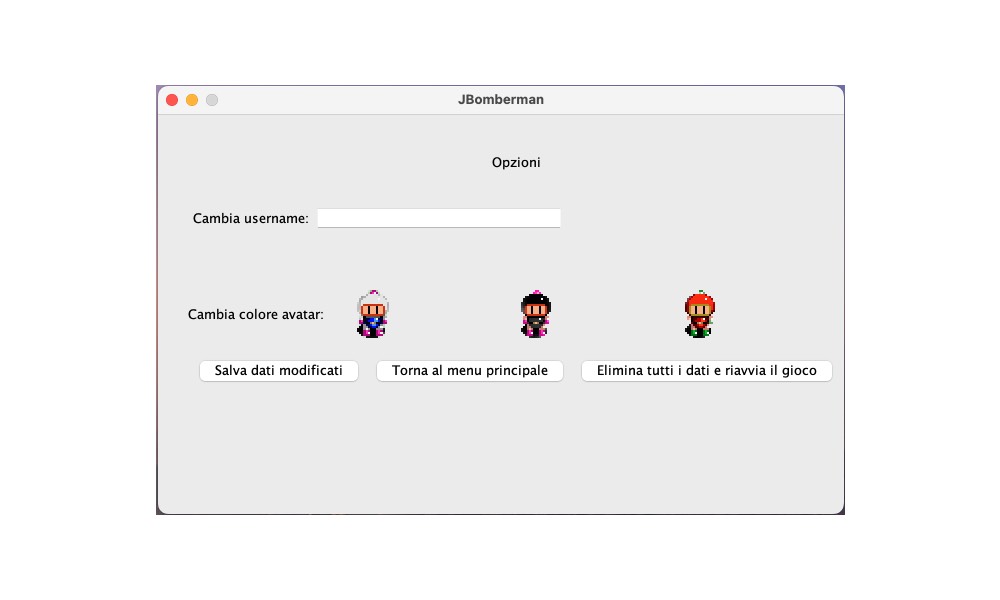 JBomberman
Opzioni
Cambia username:
Cambia colore avatar:
Salva dati modificati
Torna al menu principale
Elimina tutti i dati e riavvia il gioco